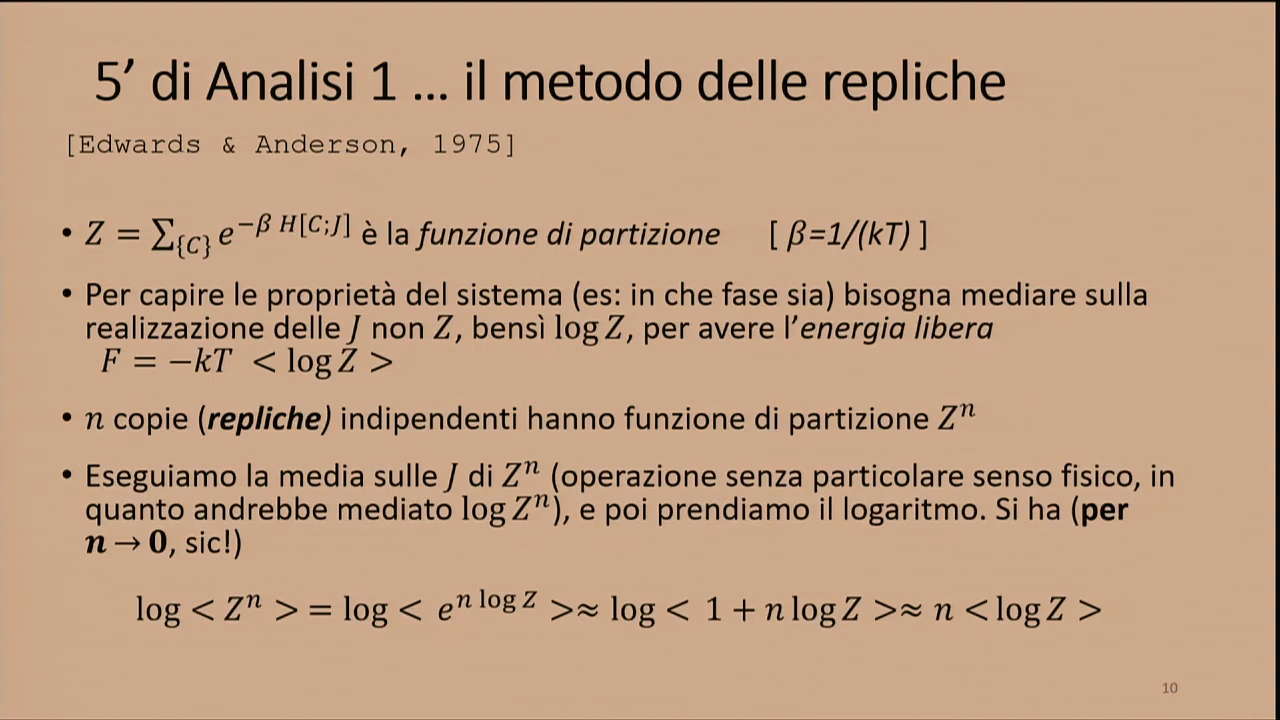 5’ di Analisi 1 … il metodo delle repliche
[Edwards & Anderson, 1975]
• Z = ∑_{C} e^{−β H[C;J]} è la funzione di partizione [ β=1/(kT) ]
• Per capire le proprietà del sistema (es: in che fase sia) bisogna mediare sulla
realizzazione delle J non Z, bensì log Z, per avere l’energia libera
F = −kT < log Z >
• n copie (repliche) indipendenti hanno funzione di partizione Zⁿ
• Eseguiamo la media sulle J di Zⁿ (operazione senza particolare senso fisico, in
quanto andrebbe mediato log Zⁿ), e poi prendiamo il logaritmo. Si ha (per
n → 0, sic!)
log < Zⁿ > = log < e^{n log Z} >≈ log < 1 + n log Z >≈ n < log Z >
10